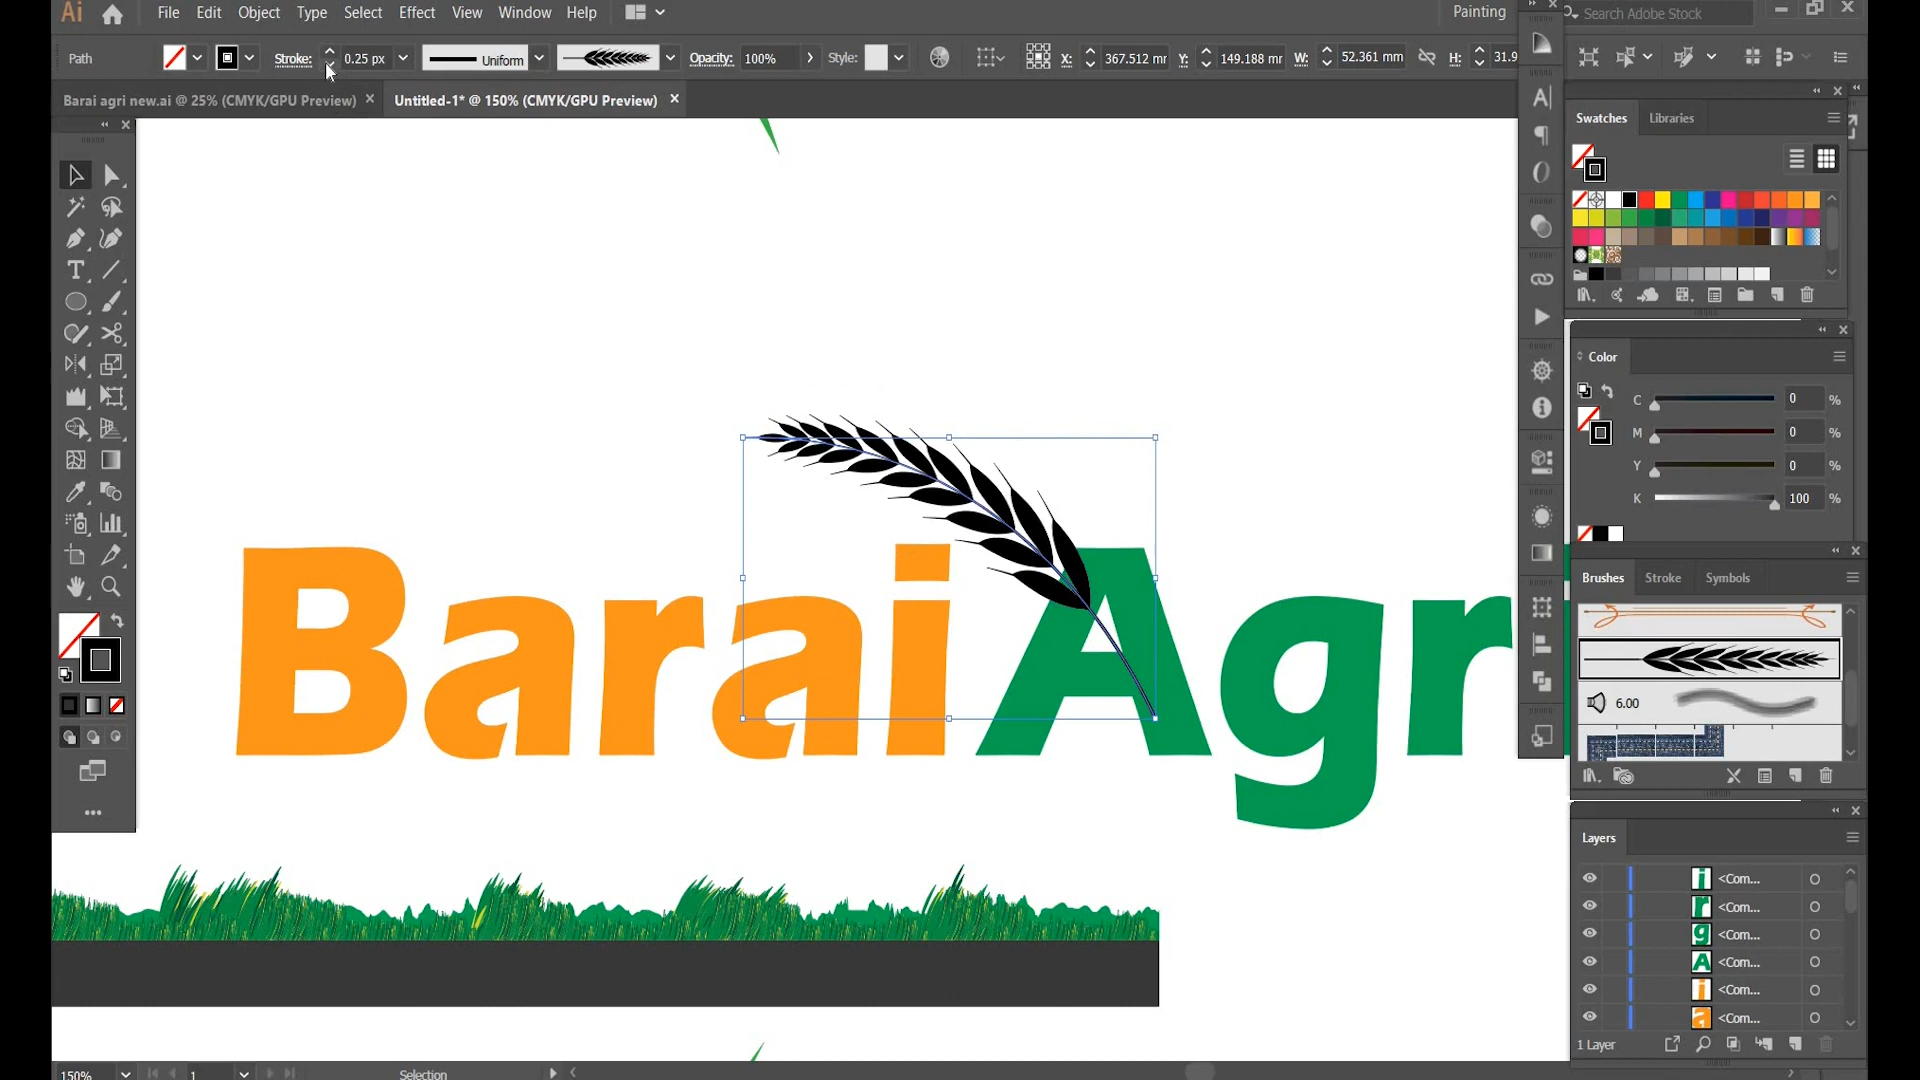 Ai File Edit Object Type Select Effect View Window Help Painting Search Adobe Stock
Path Stroke: 0.25 px Uniform Opacity: 100% Style: X: 367.512 mr Y: 149.188 mr W: 52.361 mm H: 31.9
Barai agri new.ai @ 25% (CMYK/GPU Preview) Untitled-1* @ 150% (CMYK/GPU Preview)
Swatches Libraries
Color
C 0 %
M 0 %
Y 0 %
K 100 %
Brushes Stroke Symbols
6.00
Barai Agr
Layers
<Com...
<Com...
<Com...
<Com...
<Com...
<Com...
1 Layer
150% 1 Selection